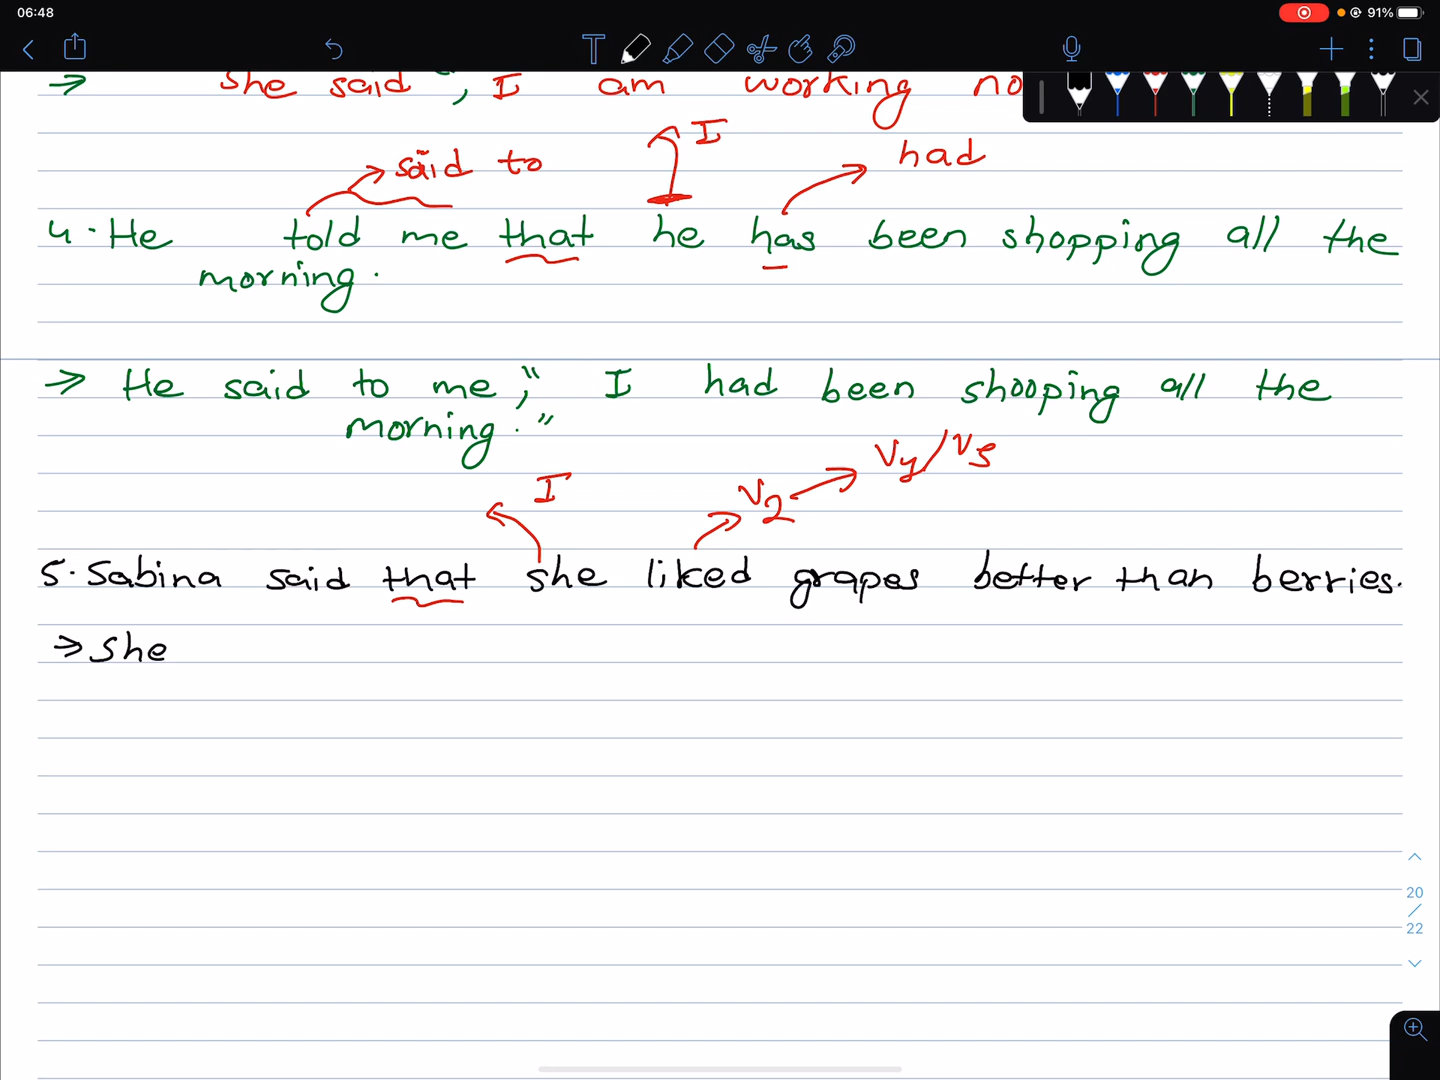 06:48 91%
⇒ She said“, I am working no
I
said to had
4. He told me that he has been shopping all the
morning.
⇒ He said to me,“ I had been shooping all the
morning.”
V4/V5
I V2
5. Sabina said that she liked grapes better than berries.
⇒ She
20
/
22